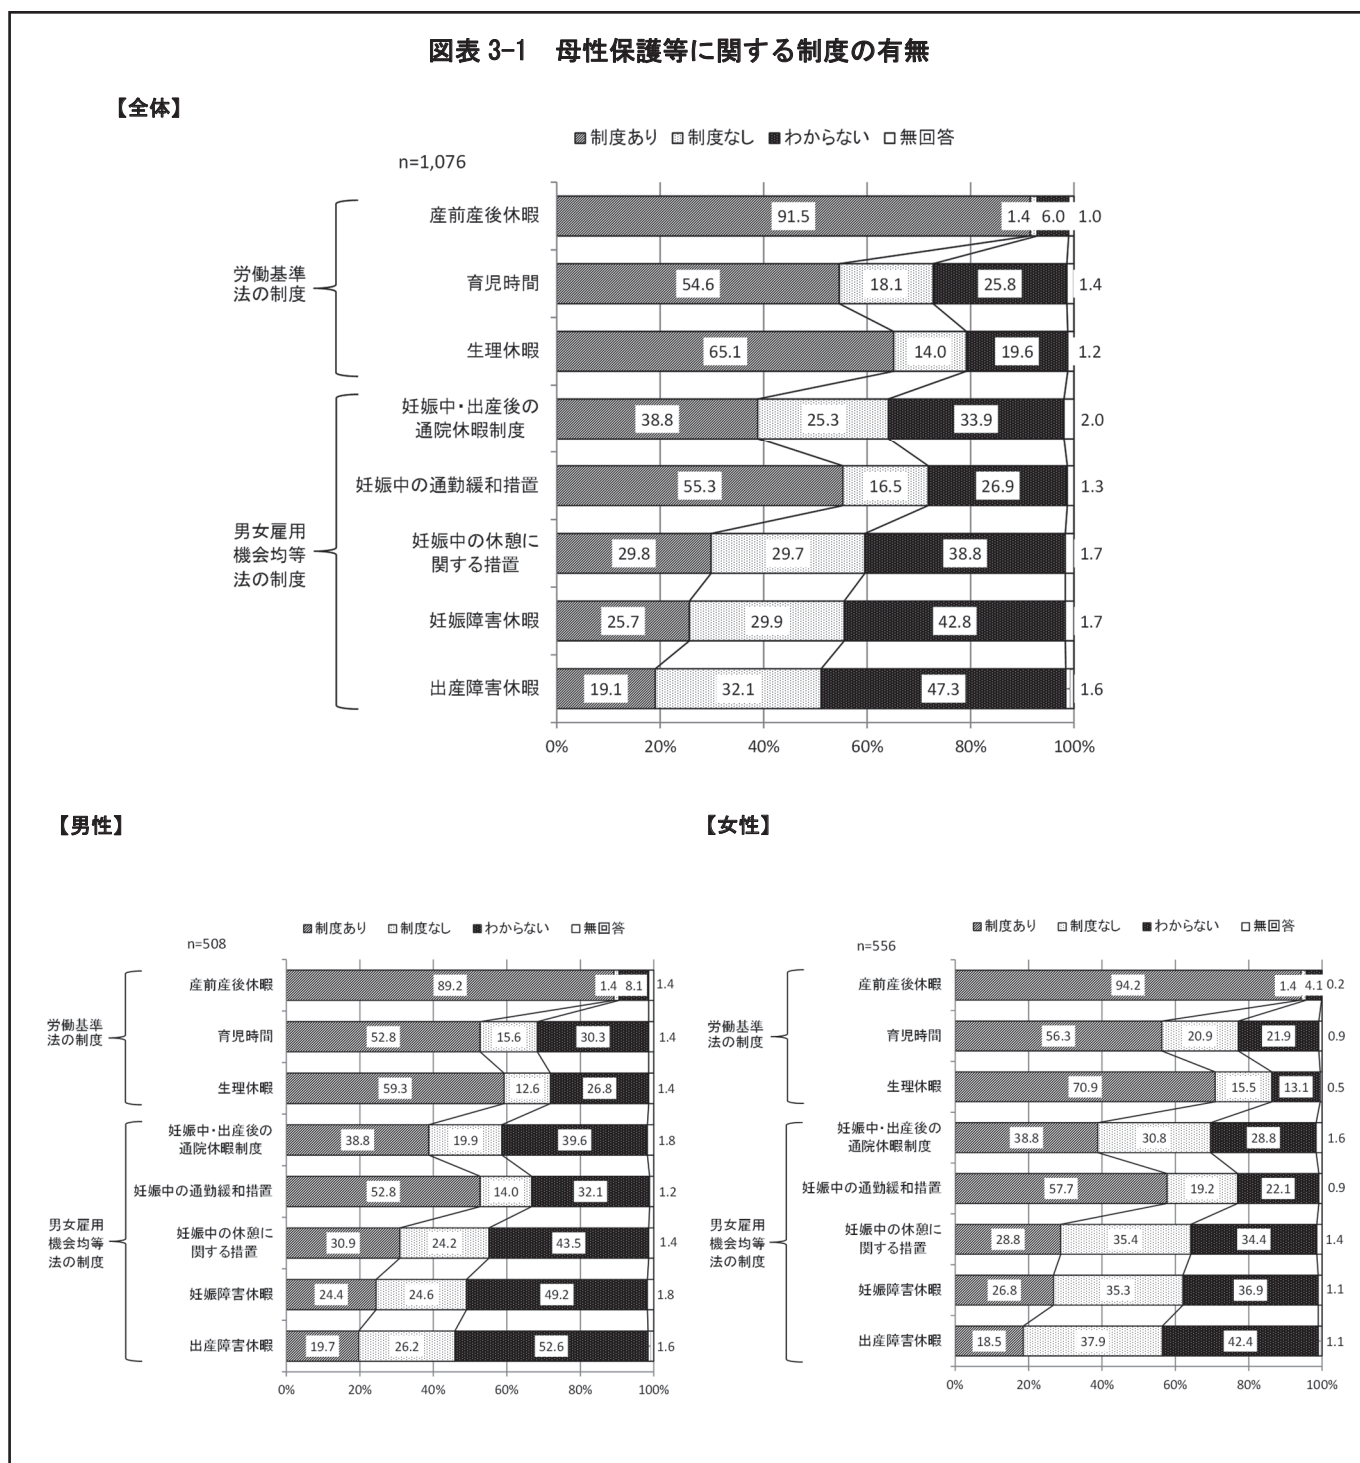 図表 3-1　母性保護等に関する制度の有無
【全体】
制度あり 制度なし わからない 無回答
n=1,076
労働基準
法の制度
産前産後休暇 91.5 1.4 6.0 1.0
育児時間 54.6 18.1 25.8 1.4
生理休暇 65.1 14.0 19.6 1.2
男女雇用
機会均等
法の制度
妊娠中・出産後の
通院休暇制度 38.8 25.3 33.9 2.0
妊娠中の通勤緩和措置 55.3 16.5 26.9 1.3
妊娠中の休憩に
関する措置 29.8 29.7 38.8 1.7
妊娠障害休暇 25.7 29.9 42.8 1.7
出産障害休暇 19.1 32.1 47.3 1.6
0% 20% 40% 60% 80% 100%
【男性】
制度あり 制度なし わからない 無回答
n=508
労働基準
法の制度
産前産後休暇 89.2 1.4 8.1 1.4
育児時間 52.8 15.6 30.3 1.4
生理休暇 59.3 12.6 26.8 1.4
男女雇用
機会均等
法の制度
妊娠中・出産後の
通院休暇制度 38.8 19.9 39.6 1.8
妊娠中の通勤緩和措置 52.8 14.0 32.1 1.2
妊娠中の休憩に
関する措置 30.9 24.2 43.5 1.4
妊娠障害休暇 24.4 24.6 49.2 1.8
出産障害休暇 19.7 26.2 52.6 1.6
0% 20% 40% 60% 80% 100%
【女性】
制度あり 制度なし わからない 無回答
n=556
労働基準
法の制度
産前産後休暇 94.2 1.4 4.1 0.2
育児時間 56.3 20.9 21.9 0.9
生理休暇 70.9 15.5 13.1 0.5
男女雇用
機会均等
法の制度
妊娠中・出産後の
通院休暇制度 38.8 30.8 28.8 1.6
妊娠中の通勤緩和措置 57.7 19.2 22.1 0.9
妊娠中の休憩に
関する措置 28.8 35.4 34.4 1.4
妊娠障害休暇 26.8 35.3 36.9 1.1
出産障害休暇 18.5 37.9 42.4 1.1
0% 20% 40% 60% 80% 100%